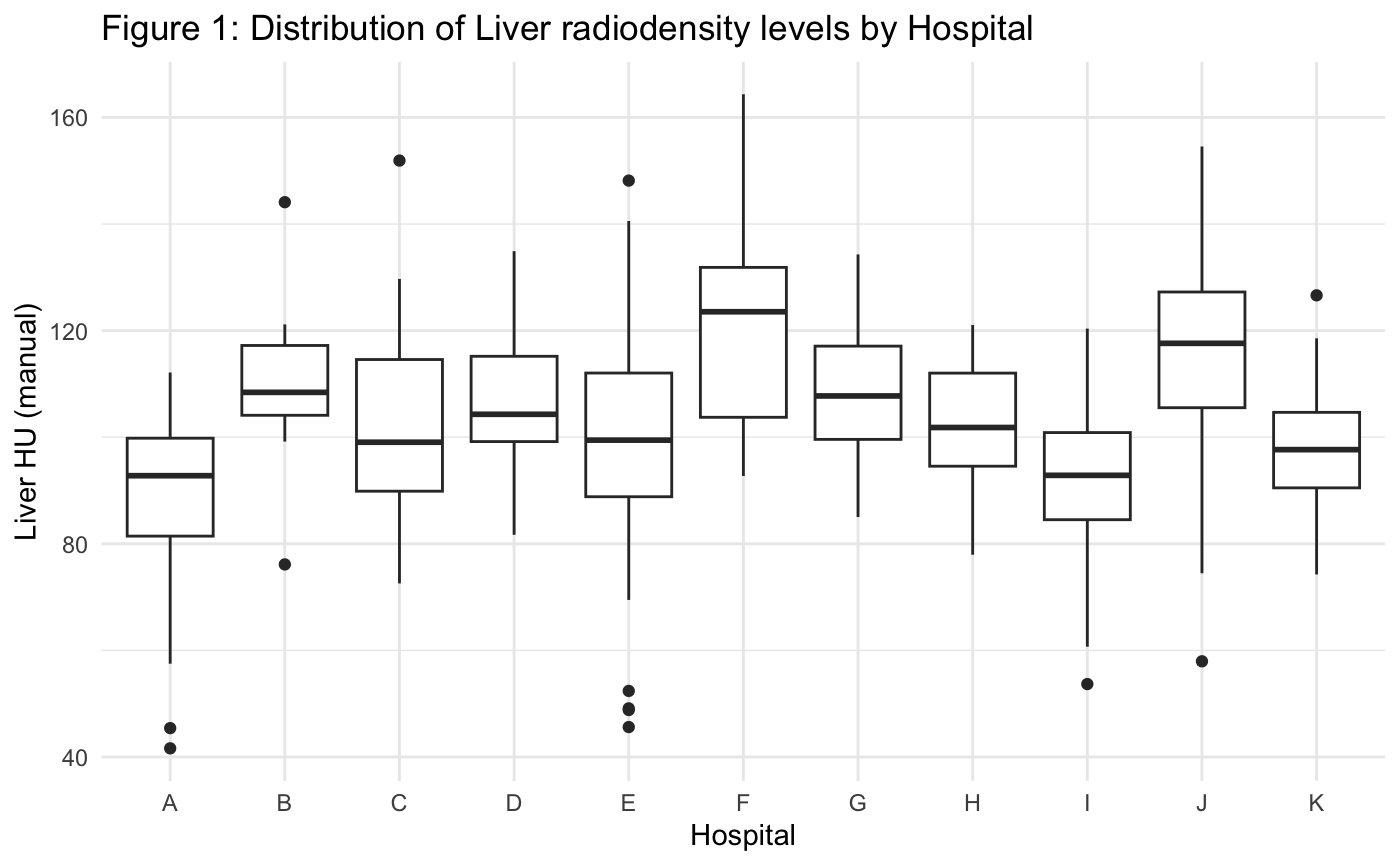 Figure 1: Distribution of Liver radiodensity levels by Hospital
160
120
80
40
Liver HU (manual)
A B C D E F G H I J K
Hospital